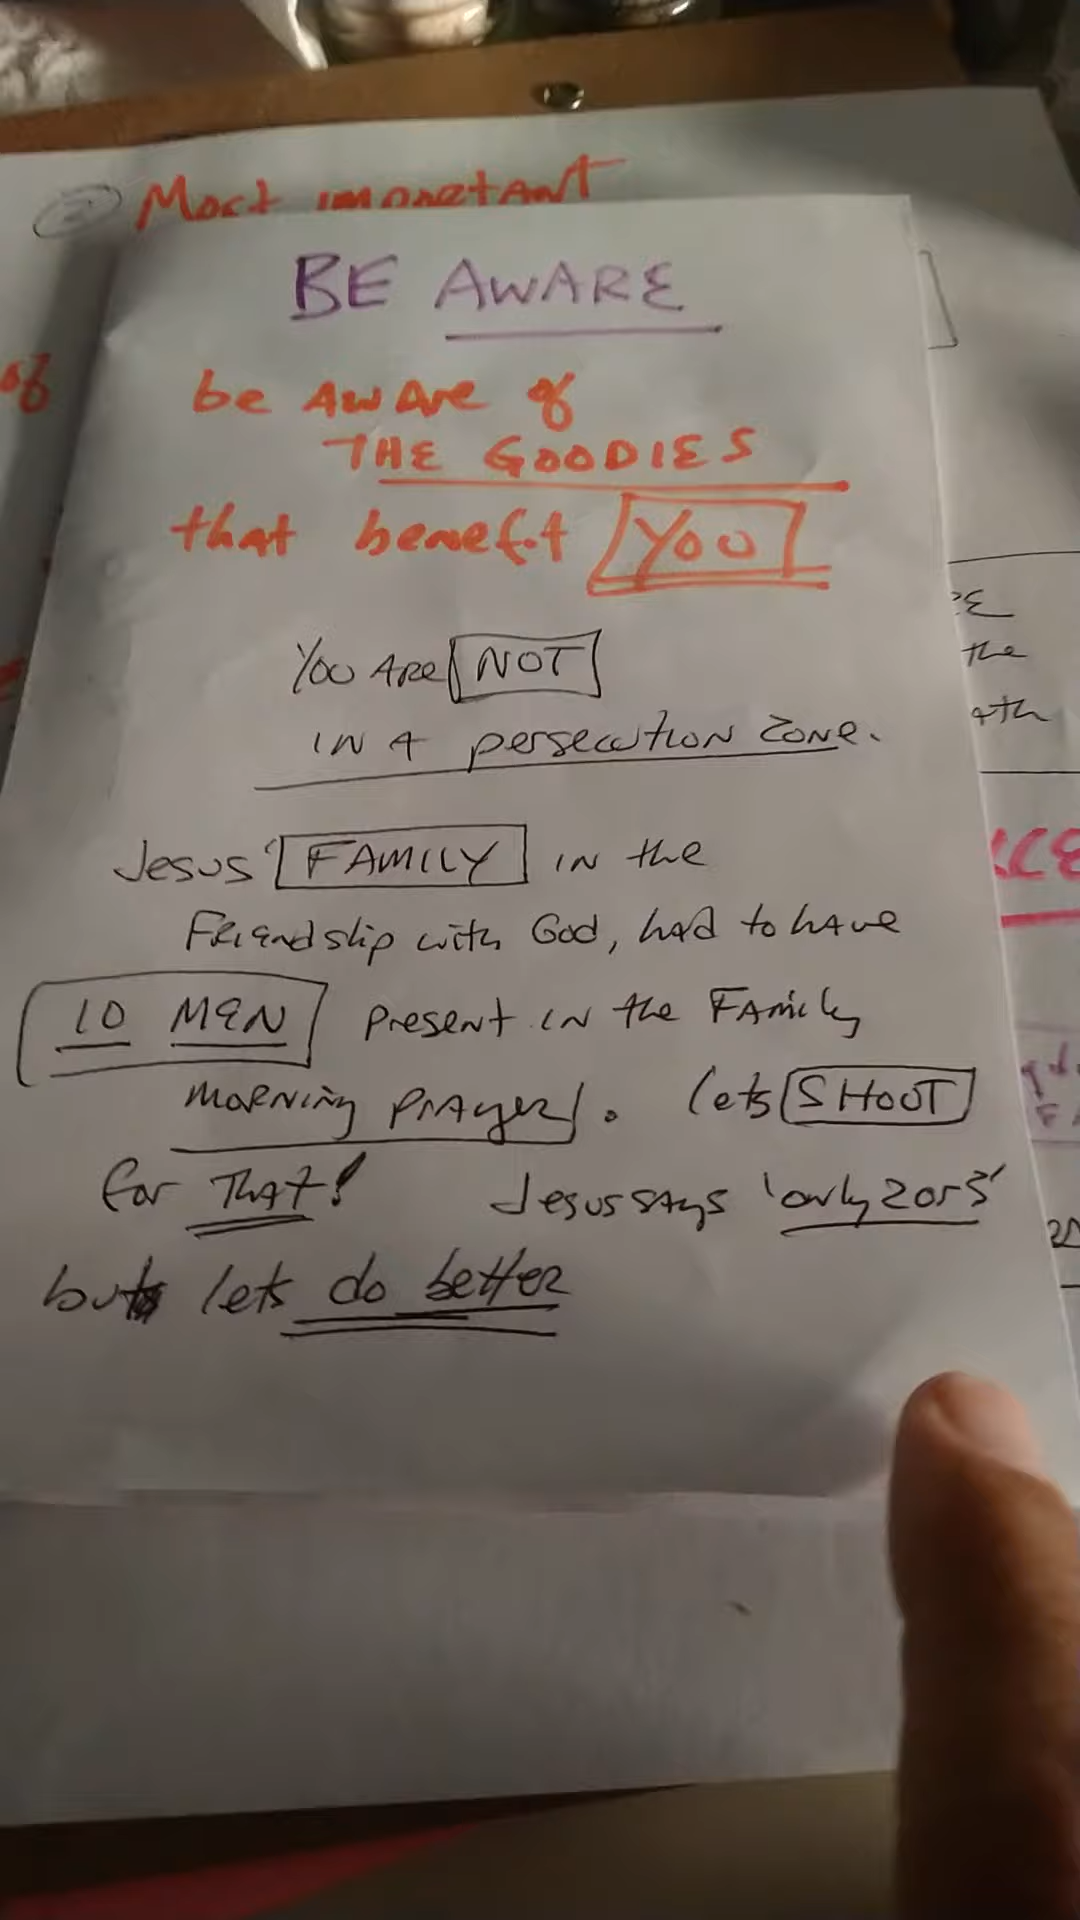 Most important
BE AWARE
of
be AWARE of
THE GOODIES
that benefit YOU
YOU ARE NOT
IN A persecution zone.
the
Jesus' FAMILY IN the
Friendship with God, had to have
10 MEN present in the Family
morning prayer. lets SHOOT
for THAT! Jesus says 'only 2 or 3'
but lets do better